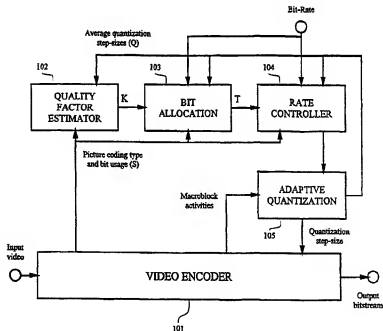 Bit-Rate
Average quantization
step-sizes (Q)
102
103
104
QUALITY
FACTOR
ESTIMATOR
K
BIT
ALLOCATION
T
RATE
CONTROLLER
Picture coding type
and bit usage (S)
Macroblock
activities
ADAPTIVE
QUANTIZATION
105
Quantization
step-size
Input
video
VIDEO ENCODER
Output
bitstream
101